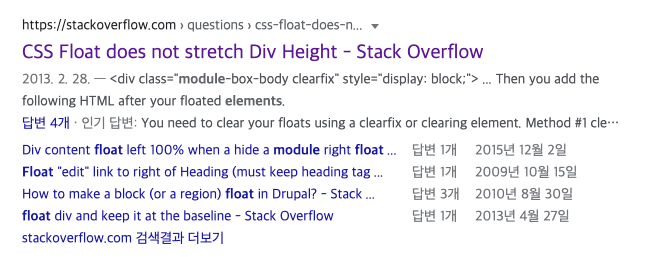 https://stackoverflow.com › questions › css-float-does-n...
CSS Float does not stretch Div Height - Stack Overflow
2013. 2. 28. — <div class="module-box-body clearfix" style="display: block;"> ... Then you add the
following HTML after your floated elements.
답변 4개 · 인기 답변: You need to clear your floats using a clearfix or clearing element. Method #1 cle···
Div content float left 100% when a hide a module right float ... 답변 1개 2015년 12월 2일
Float "edit" link to right of Heading (must keep heading tag ... 답변 1개 2009년 10월 15일
How to make a block (or a region) float in Drupal? - Stack ... 답변 3개 2010년 8월 30일
float div and keep it at the baseline - Stack Overflow 답변 1개 2013년 4월 27일
stackoverflow.com 검색결과 더보기